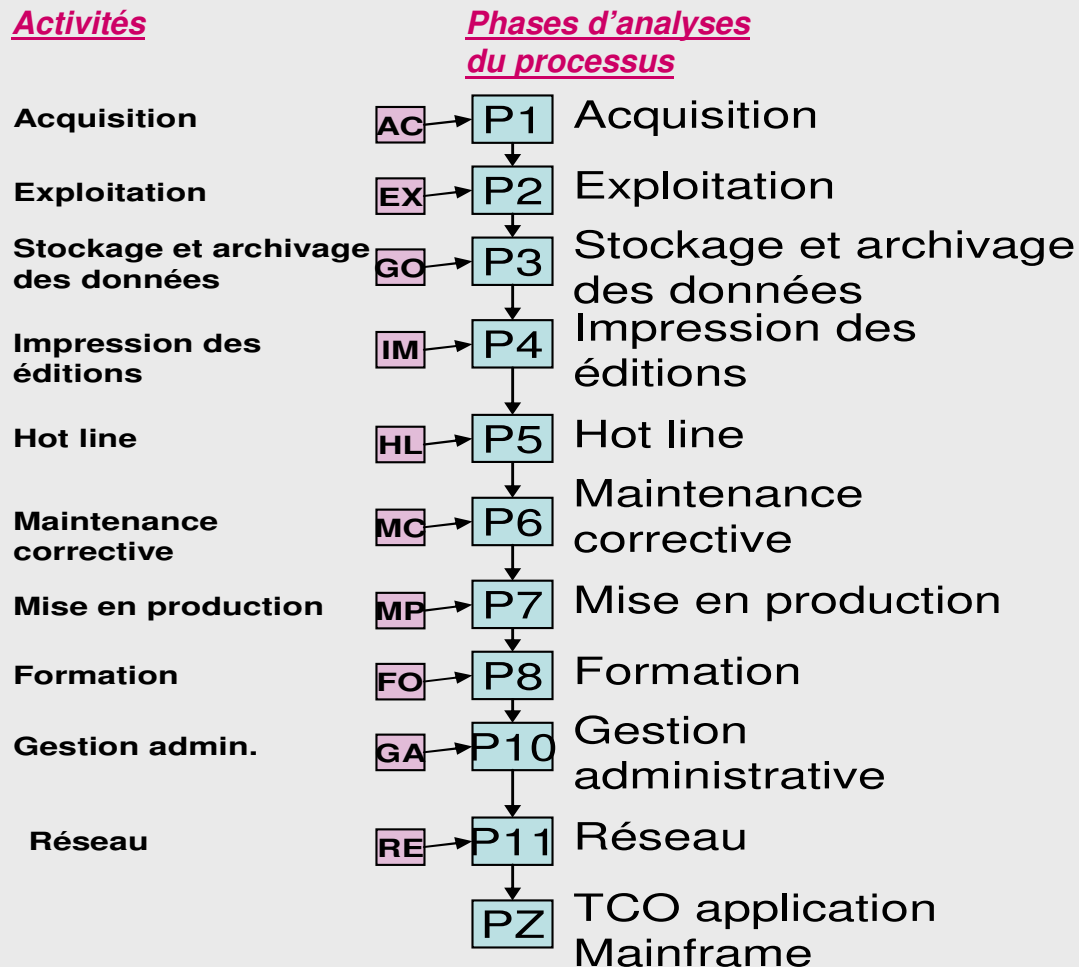 Activités
Phases d'analyses
du processus
Acquisition
AC
P1
Acquisition
Exploitation
EX
P2
Exploitation
Stockage et archivage
des données
GO
P3
Stockage et archivage
des données
Impression des
éditions
IM
P4
Impression des
éditions
Hot line
HL
P5
Hot line
Maintenance
corrective
MC
P6
Maintenance
corrective
Mise en production
MP
P7
Mise en production
Formation
FO
P8
Formation
Gestion admin.
GA
P10
Gestion
administrative
Réseau
RE
P11
Réseau
PZ
TCO application
Mainframe